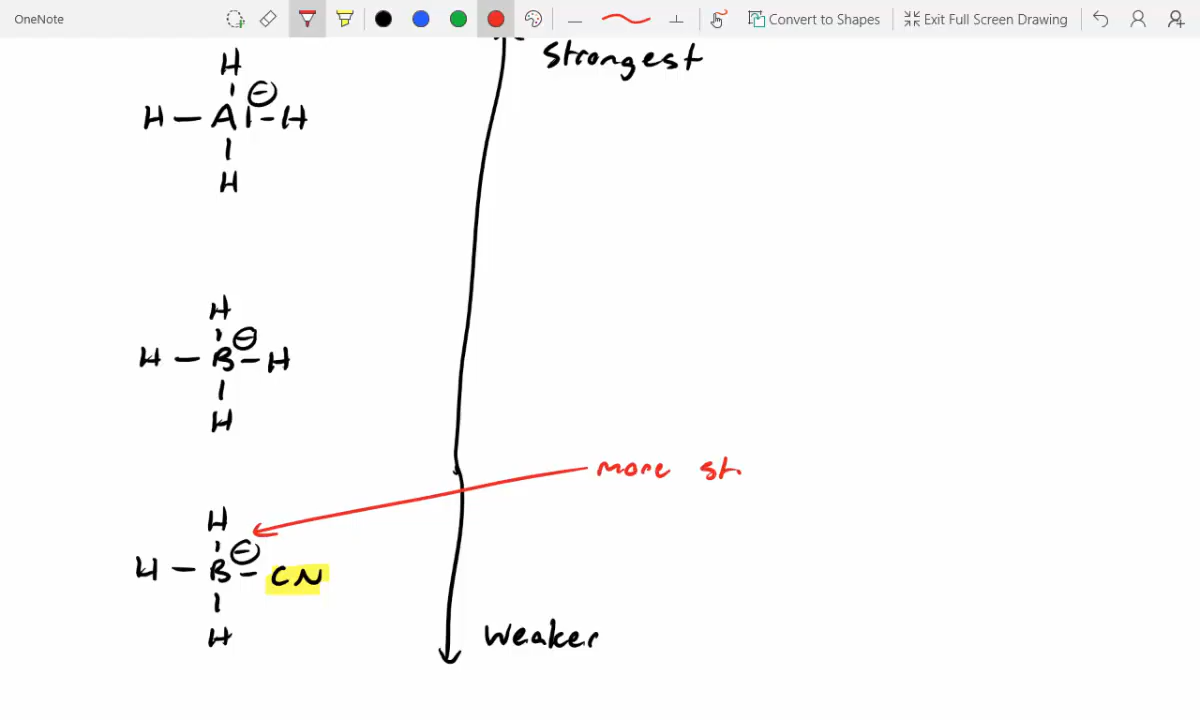 OneNote
Convert to Shapes
Exit Full Screen Drawing
Strongest
H
H - Al - H
H
H
H - B - H
H
more st
H
H - B - CN
H
Weaker